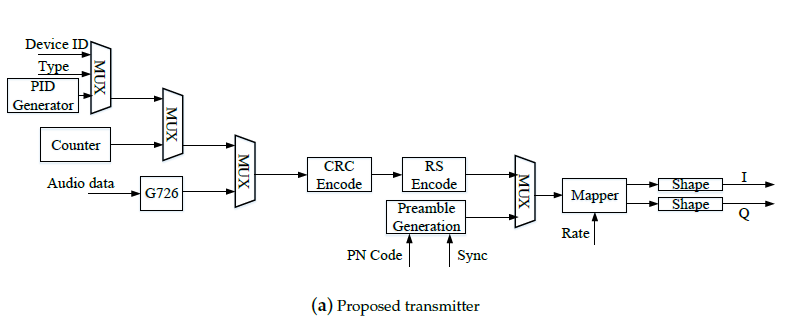 Device ID
Type
PID
Generator
MUX
Counter
MUX
Audio data
G726
MUX
CRC
Encode
RS
Encode
Preamble
Generation
PN Code
Sync
MUX
Mapper
Rate
Shape
I
Shape
Q
(a) Proposed transmitter